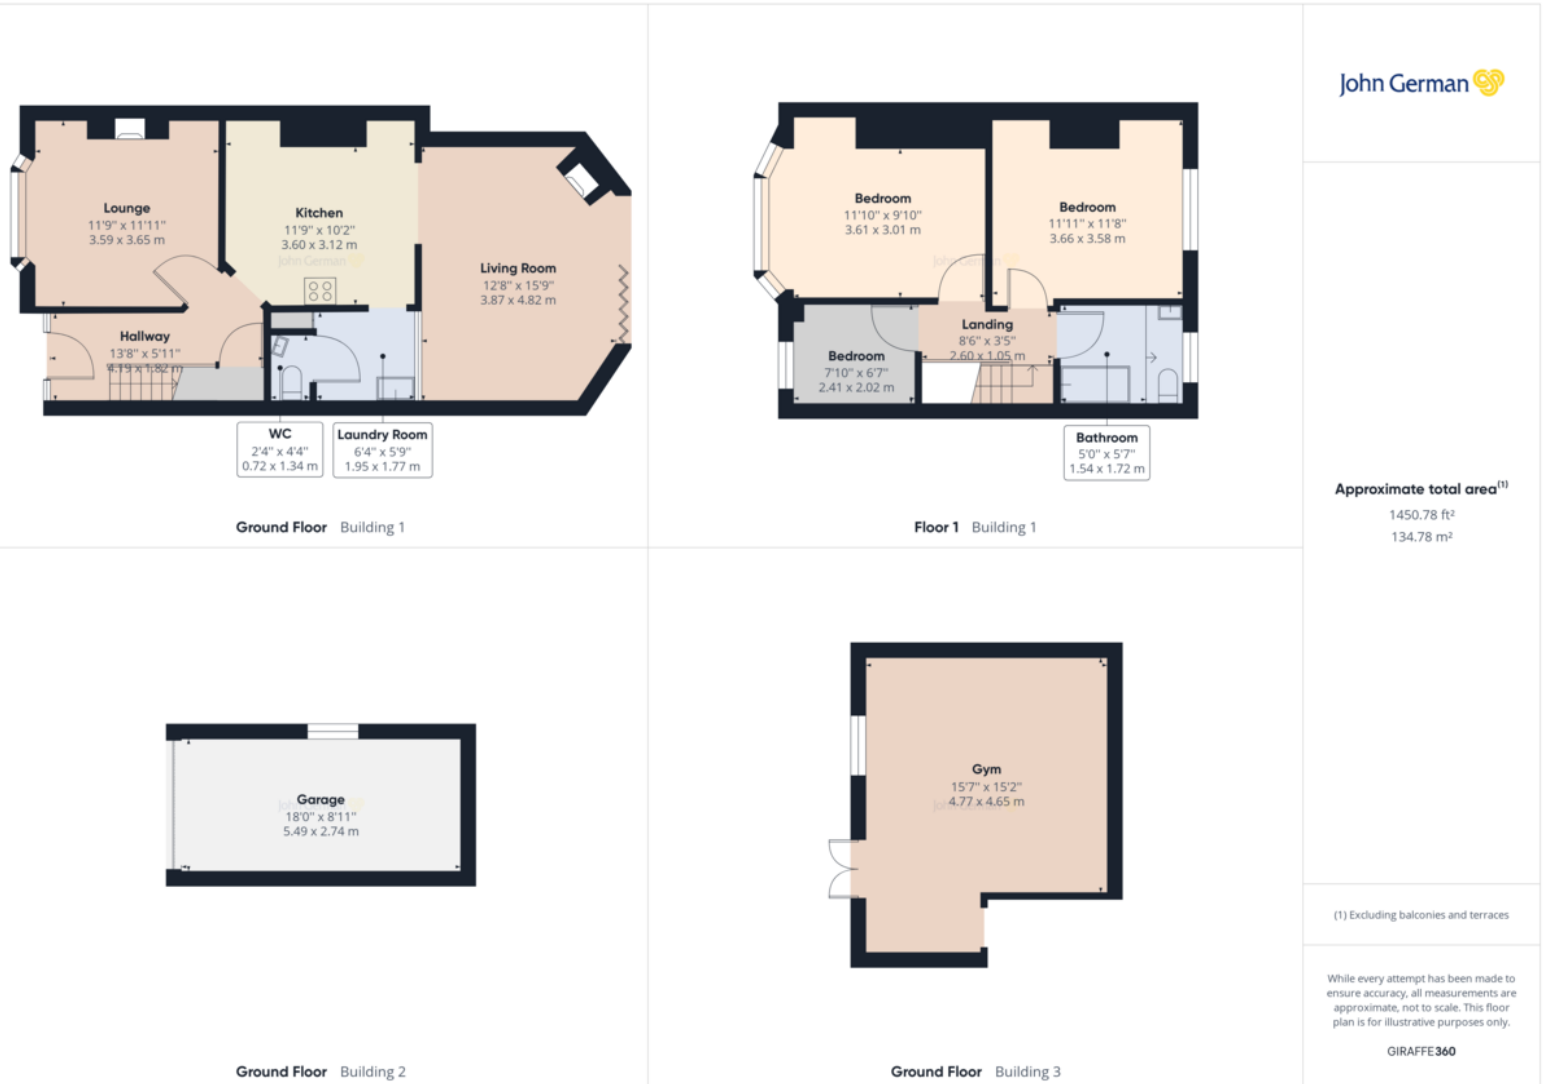 Lounge
11'9" x 11'11"
3.59 x 3.65 m
Kitchen
11'9" x 10'2"
3.60 x 3.12 m
John German
Living Room
12'8" x 15'9"
3.87 x 4.82 m
Hallway
13'8" x 5'11"
4.19 x 1.82 m
WC
2'4" x 4'4"
0.72 x 1.34 m
Laundry Room
6'4" x 5'9"
1.95 x 1.77 m
Ground Floor Building 1
Bedroom
11'10" x 9'10"
3.61 x 3.01 m
John German
Bedroom
11'11" x 11'8"
3.66 x 3.58 m
Landing
8'6" x 3'5"
2.60 x 1.05 m
Bedroom
7'10" x 6'7"
2.41 x 2.02 m
Bathroom
5'0" x 5'7"
1.54 x 1.72 m
Floor 1 Building 1
Garage
John German
18'0" x 8'11"
5.49 x 2.74 m
Ground Floor Building 2
Gym
15'7" x 15'2"
4.77 x 4.65 m
John German
Ground Floor Building 3
John German
Approximate total area(1)
1450.78 ft²
134.78 m²
(1) Excluding balconies and terraces
While every attempt has been made to
ensure accuracy, all measurements are
approximate, not to scale. This floor
plan is for illustrative purposes only.
GIRAFFE360